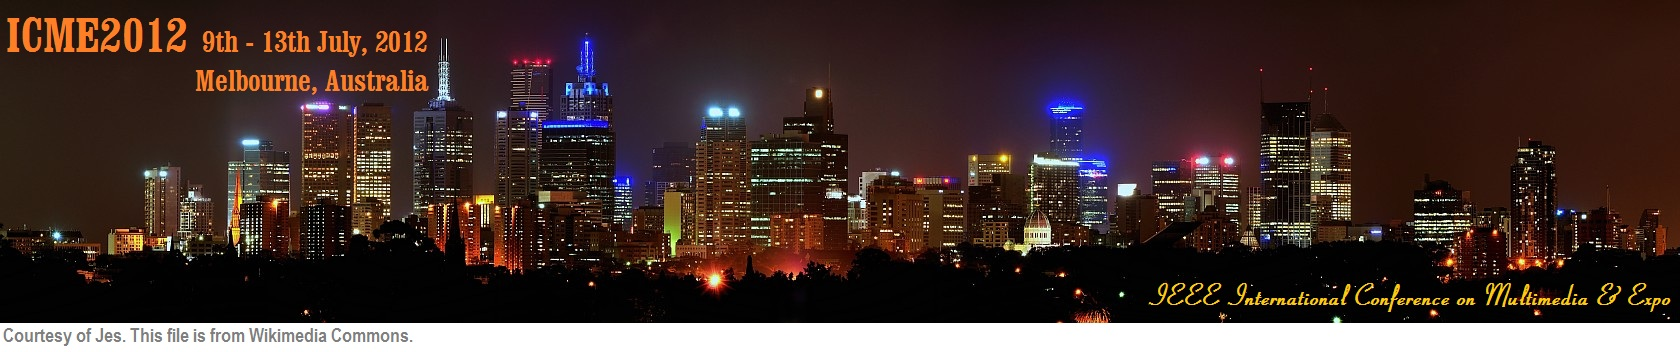 ICME2012 9th - 13th July, 2012
Melbourne, Australia
IEEE International Conference on Multimedia & Expo
Courtesy of Jes. This file is from Wikimedia Commons.